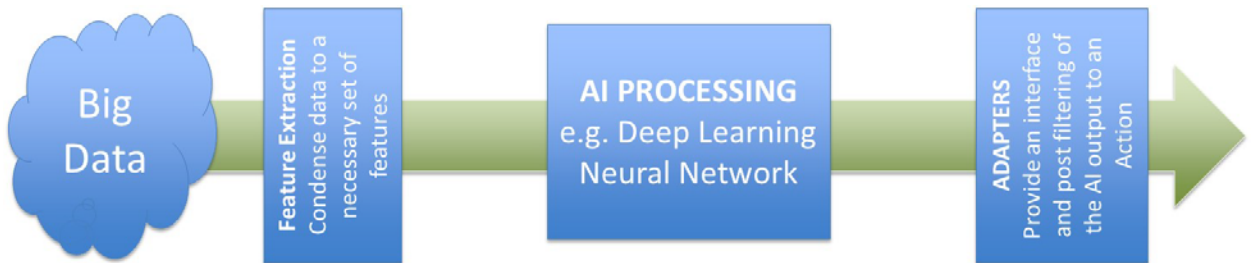 Big
Data
Feature Extraction
Condense data to a
necessary set of
features
AI PROCESSING
e.g. Deep Learning
Neural Network
ADAPTERS
Provide an interface
and post filtering of
the AI output to an
Action